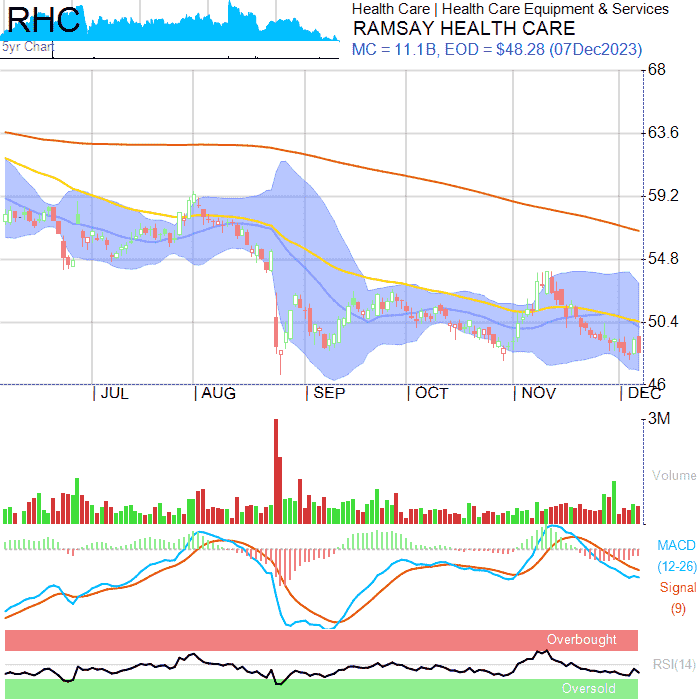 RHC
5yr Chart
Health Care | Health Care Equipment & Services
RAMSAY HEALTH CARE
MC = 11.1B, EOD = $48.28 (07Dec2023)
68
63.6
59.2
54.8
50.4
46
JUL AUG SEP OCT NOV DEC
3M
Volume
MACD
(12-26)
Signal
(9)
Overbought
RSI(14)
Oversold